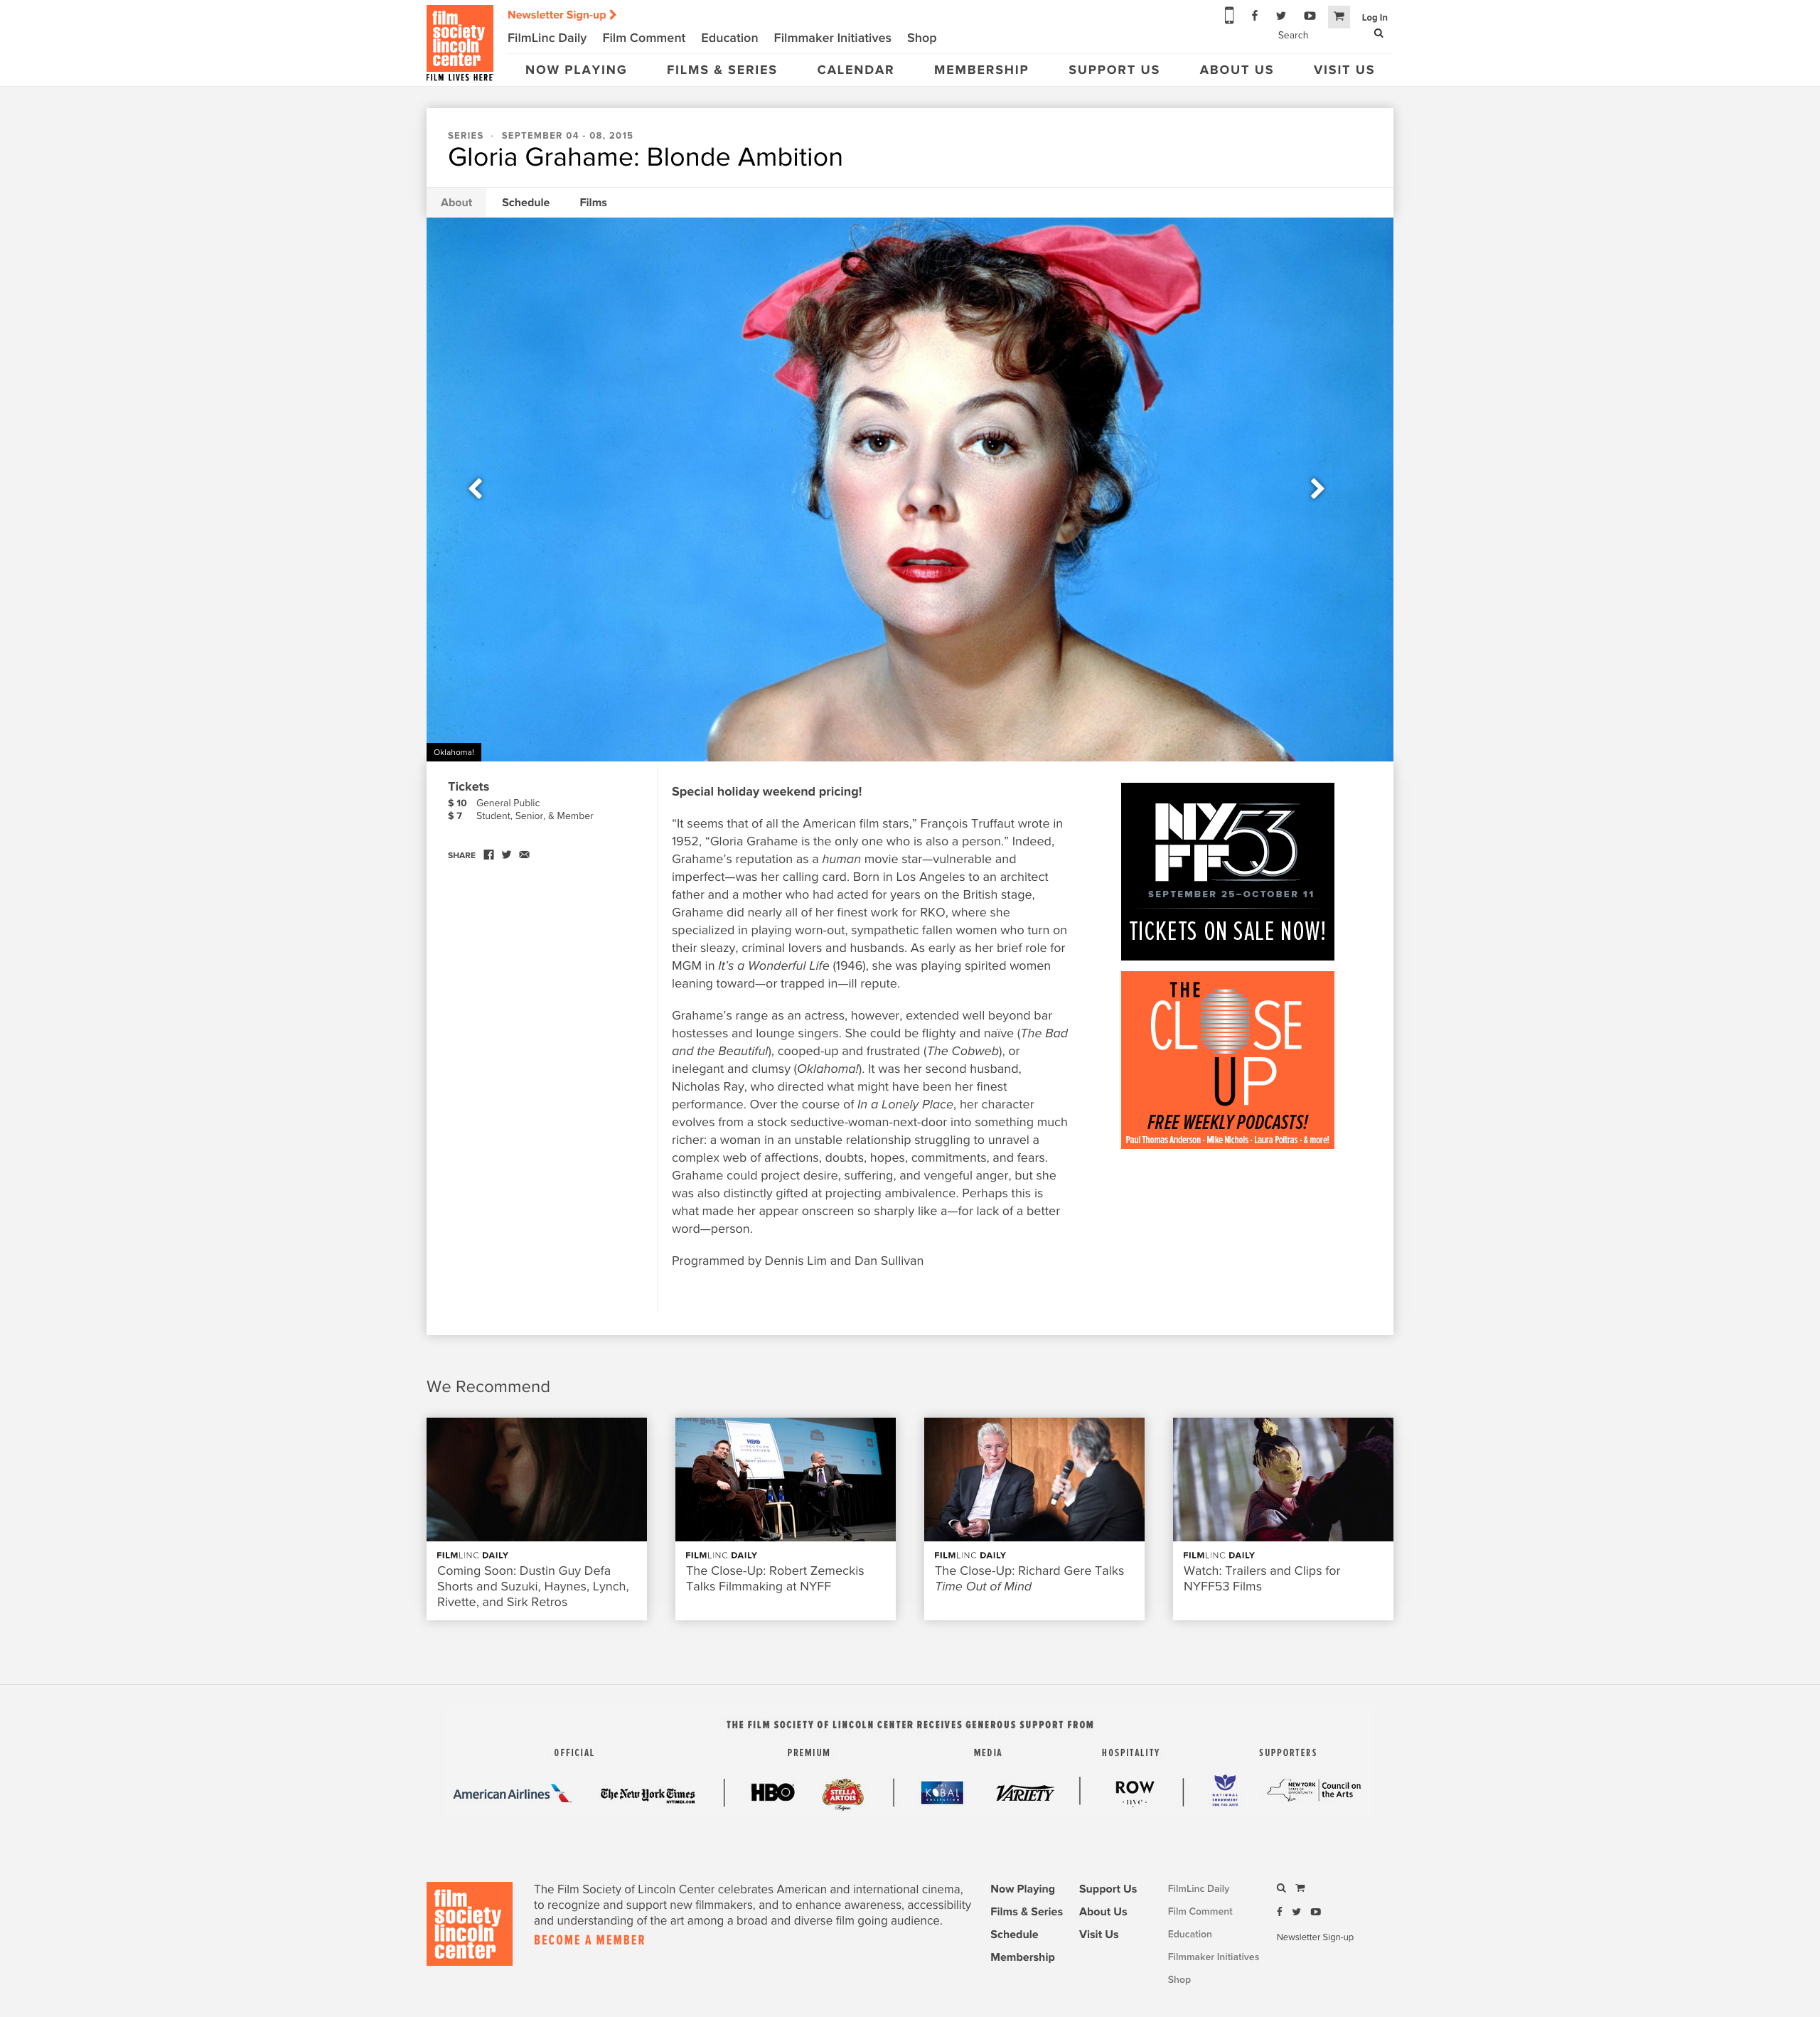 film
society
lincoln
center
FILM LIVES HERE
Newsletter Sign-up
Log In
Search
FilmLinc Daily Film Comment Education Filmmaker Initiatives Shop
NOW PLAYING FILMS & SERIES CALENDAR MEMBERSHIP SUPPORT US ABOUT US VISIT US
SERIES · SEPTEMBER 04 - 08, 2015
Gloria Grahame: Blonde Ambition
About Schedule Films
Oklahoma!
Tickets
$ 10 General Public
$ 7 Student, Senior, & Member
SHARE
Special holiday weekend pricing!
“It seems that of all the American film stars,” François Truffaut wrote in
1952, “Gloria Grahame is the only one who is also a person.” Indeed,
Grahame’s reputation as a human movie star—vulnerable and
imperfect—was her calling card. Born in Los Angeles to an architect
father and a mother who had acted for years on the British stage,
Grahame did nearly all of her finest work for RKO, where she
specialized in playing worn-out, sympathetic fallen women who turn on
their sleazy, criminal lovers and husbands. As early as her brief role for
MGM in It’s a Wonderful Life (1946), she was playing spirited women
leaning toward—or trapped in—ill repute.
Grahame’s range as an actress, however, extended well beyond bar
hostesses and lounge singers. She could be flighty and naïve (The Bad
and the Beautiful), cooped-up and frustrated (The Cobweb), or
inelegant and clumsy (Oklahoma!). It was her second husband,
Nicholas Ray, who directed what might have been her finest
performance. Over the course of In a Lonely Place, her character
evolves from a stock seductive-woman-next-door into something much
richer: a woman in an unstable relationship struggling to unravel a
complex web of affections, doubts, hopes, commitments, and fears.
Grahame could project desire, suffering, and vengeful anger, but she
was also distinctly gifted at projecting ambivalence. Perhaps this is
what made her appear onscreen so sharply like a—for lack of a better
word—person.
Programmed by Dennis Lim and Dan Sullivan
NY
FF 53
SEPTEMBER 25–OCTOBER 11
TICKETS ON SALE NOW!
THE
CLOSE
UP
FREE WEEKLY PODCASTS!
Paul Thomas Anderson · Mike Nichols · Laura Poitras · & more!
We Recommend
HBO
FILMLINC DAILY
Coming Soon: Dustin Guy Defa
Shorts and Suzuki, Haynes, Lynch,
Rivette, and Sirk Retros
FILMLINC DAILY
The Close-Up: Robert Zemeckis
Talks Filmmaking at NYFF
FILMLINC DAILY
The Close-Up: Richard Gere Talks
Time Out of Mind
FILMLINC DAILY
Watch: Trailers and Clips for
NYFF53 Films
THE FILM SOCIETY OF LINCOLN CENTER RECEIVES GENEROUS SUPPORT FROM
OFFICIAL PREMIUM MEDIA HOSPITALITY SUPPORTERS
American Airlines
The New York Times
NYTIMES.COM
HBO
STELLA
ARTOIS
THE
KOBAL
COLLECTION
VARIETY
ROW
· nyc ·
NATIONAL
ENDOWMENT
FOR THE ARTS
NEW YORK
STATE OF
OPPORTUNITY
Council on
the Arts
film
society
lincoln
center
The Film Society of Lincoln Center celebrates American and international cinema,
to recognize and support new filmmakers, and to enhance awareness, accessibility
and understanding of the art among a broad and diverse film going audience.
BECOME A MEMBER
Now Playing
Films & Series
Schedule
Membership
Support Us
About Us
Visit Us
FilmLinc Daily
Film Comment
Education
Filmmaker Initiatives
Shop
Newsletter Sign-up